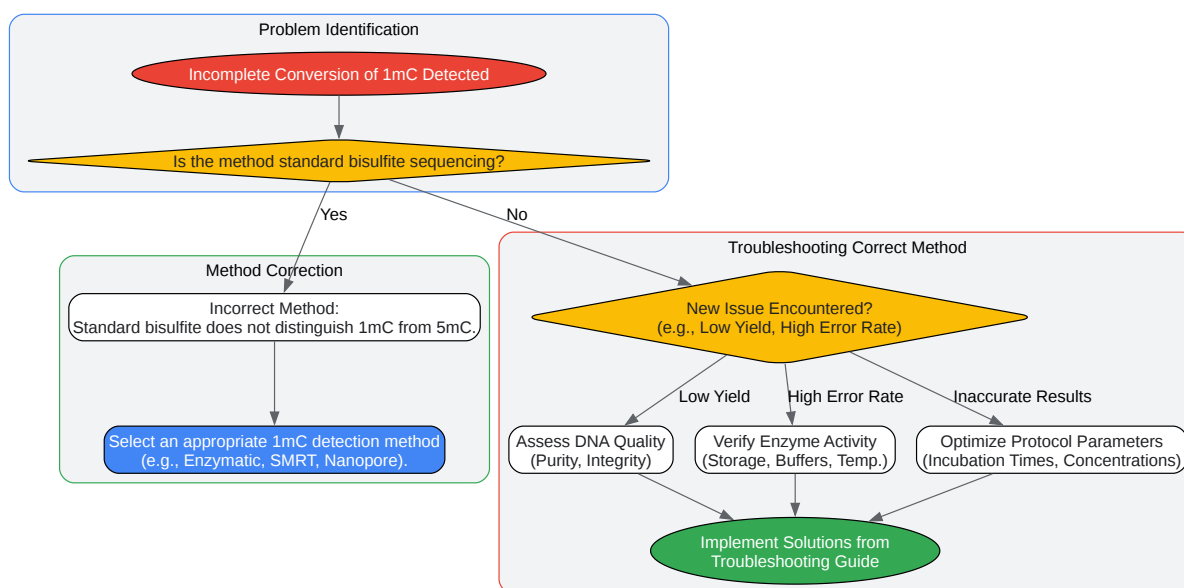 Problem Identification
Incomplete Conversion of 1mC Detected
Is the method standard bisulfite sequencing?
Yes
No
Method Correction
Incorrect Method:
Standard bisulfite does not distinguish 1mC from 5mC.
Select an appropriate 1mC detection method
(e.g., Enzymatic, SMRT, Nanopore).
Troubleshooting Correct Method
New Issue Encountered?
(e.g., Low Yield, High Error Rate)
Low Yield
High Error Rate
Inaccurate Results
Assess DNA Quality
(Purity, Integrity)
Verify Enzyme Activity
(Storage, Buffers, Temp.)
Optimize Protocol Parameters
(Incubation Times, Concentrations)
Implement Solutions from
Troubleshooting Guide